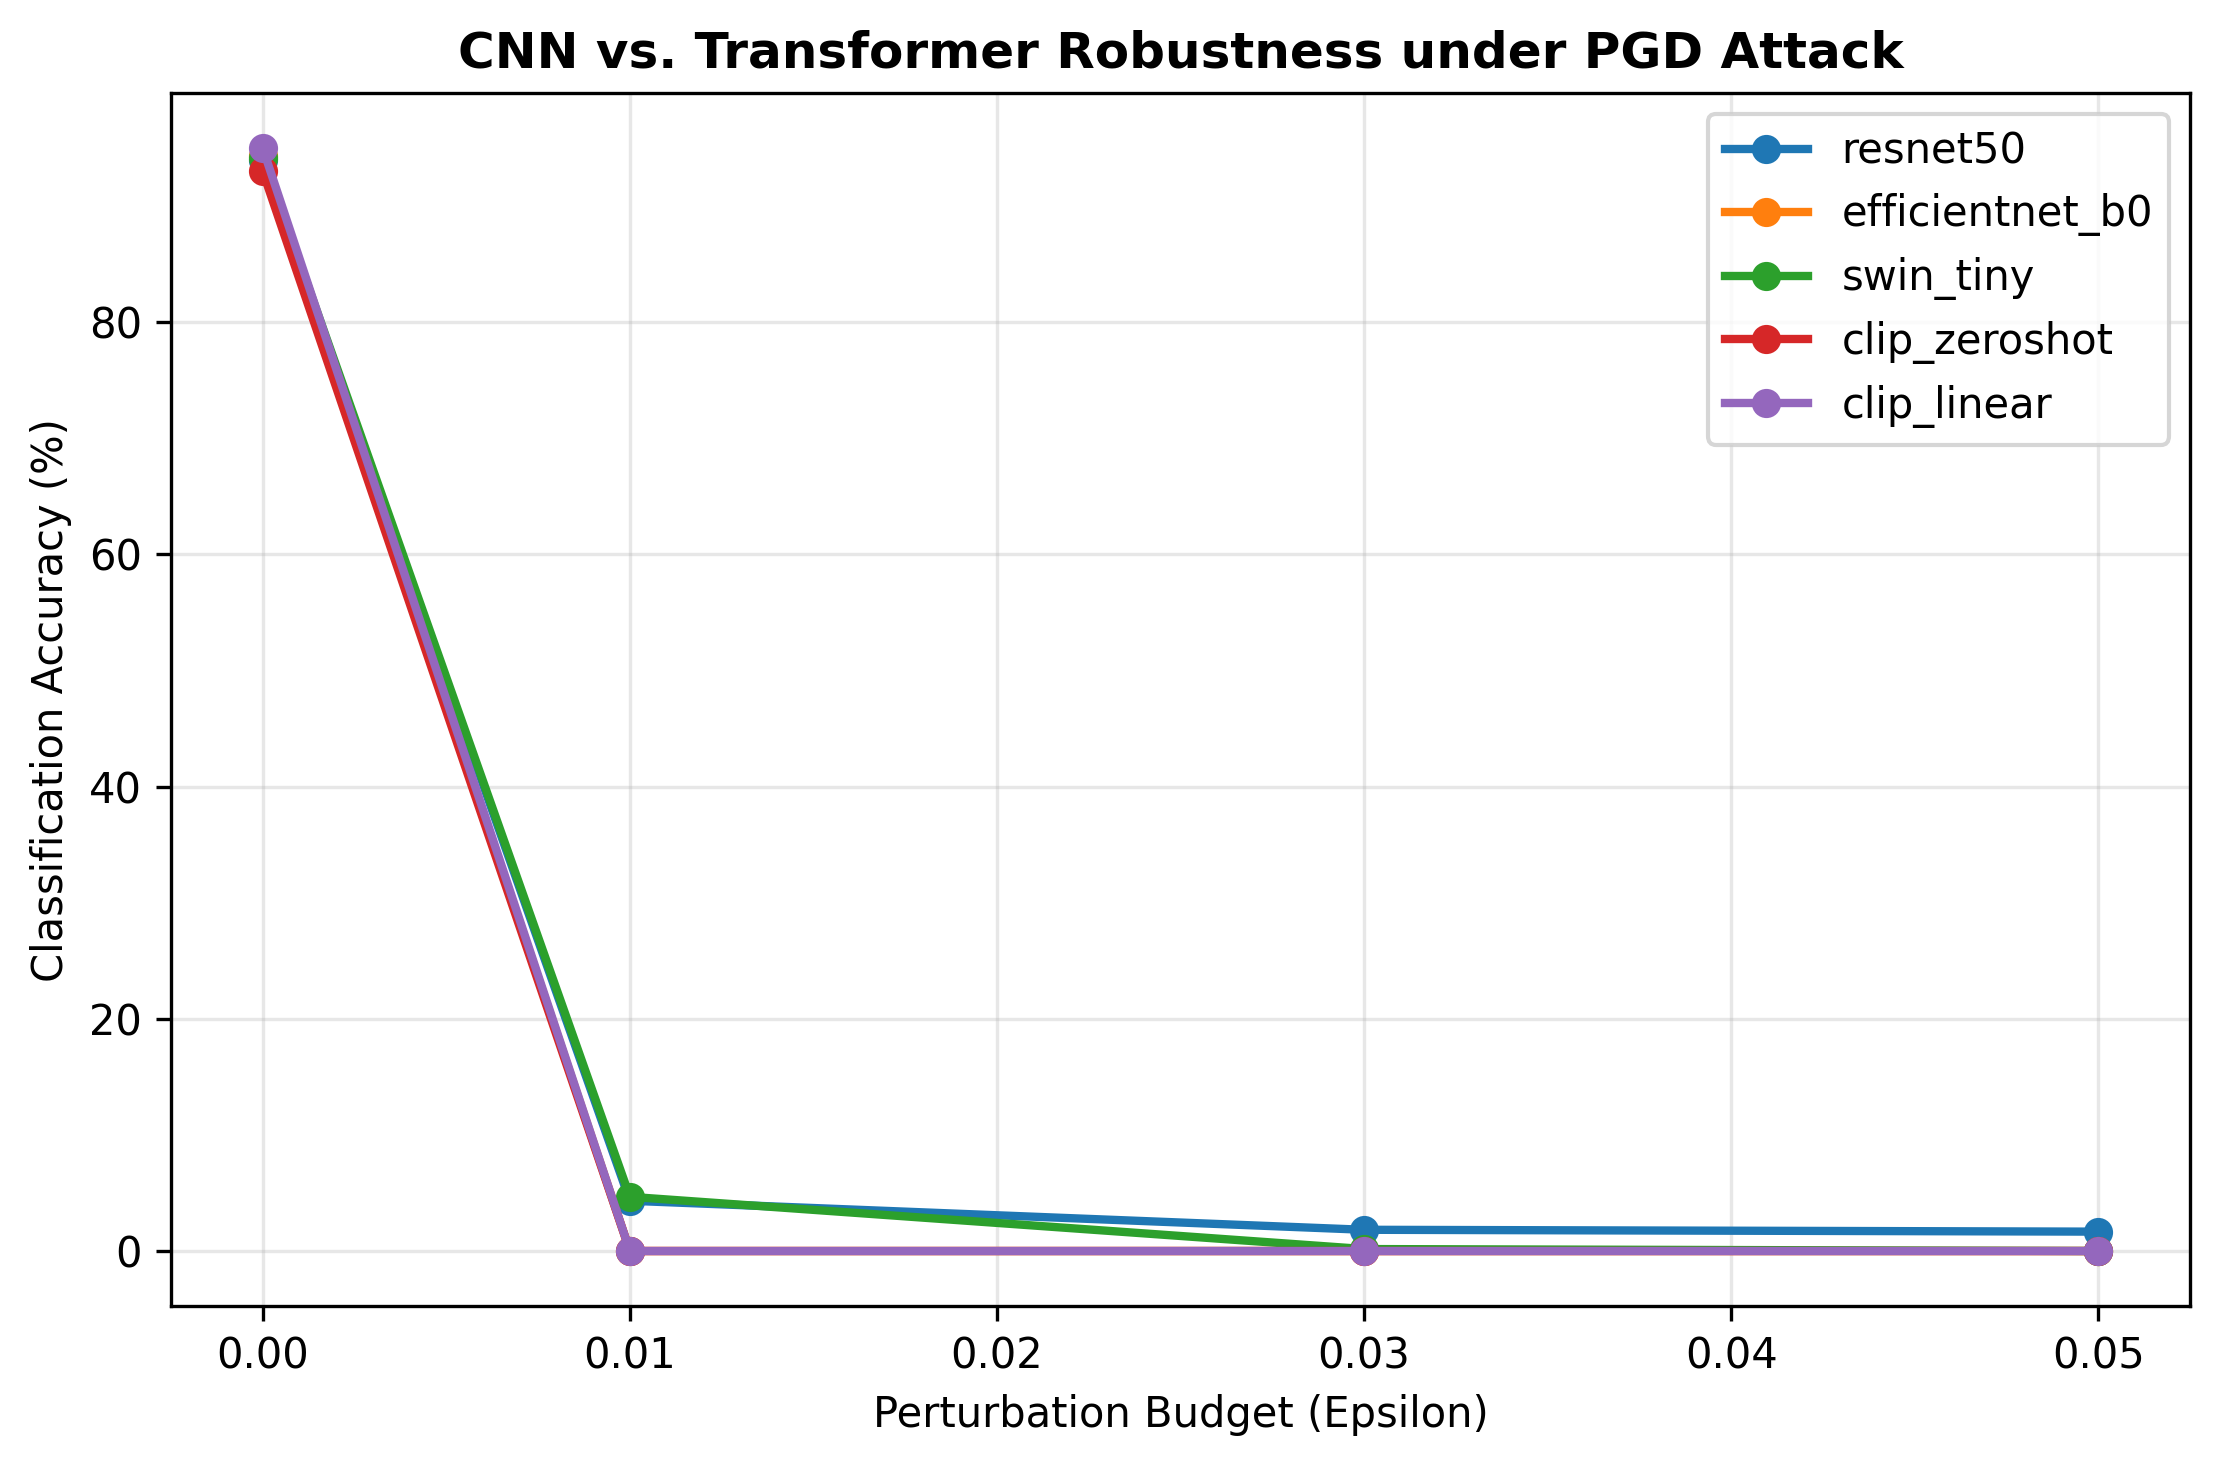 CNN vs. Transformer Robustness under PGD Attack
resnet50
efficientnet_b0
swin_tiny
clip_zeroshot
clip_linear
Classification Accuracy (%)
80
60
40
20
0
0.00 0.01 0.02 0.03 0.04 0.05
Perturbation Budget (Epsilon)